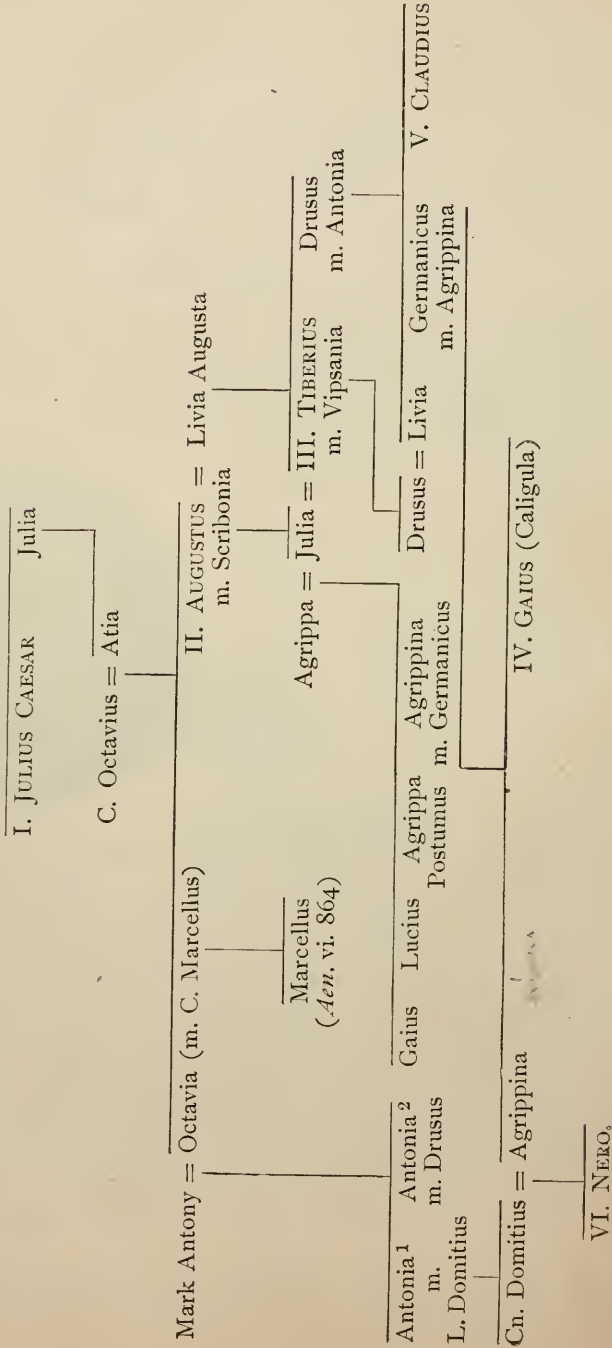 I. JULIUS CAESAR Julia
C. Octavius = Atia
Mark Antony = Octavia (m. C. Marcellus) II. AUGUSTUS = Livia Augusta
m. Scribonia
Marcellus Agrippa = Julia = III. TIBERIUS Drusus
(Aen. vi. 864) m. Vipsania m. Antonia
Antonia¹ Antonia² Gaius Lucius Agrippa Agrippina Drusus = Livia Germanicus V. CLAUDIUS
m. m. Drusus Postumus m. Germanicus m. Agrippina
L. Domitius
Cn. Domitius = Agrippina IV. GAIUS (Caligula)
VI. NERO.